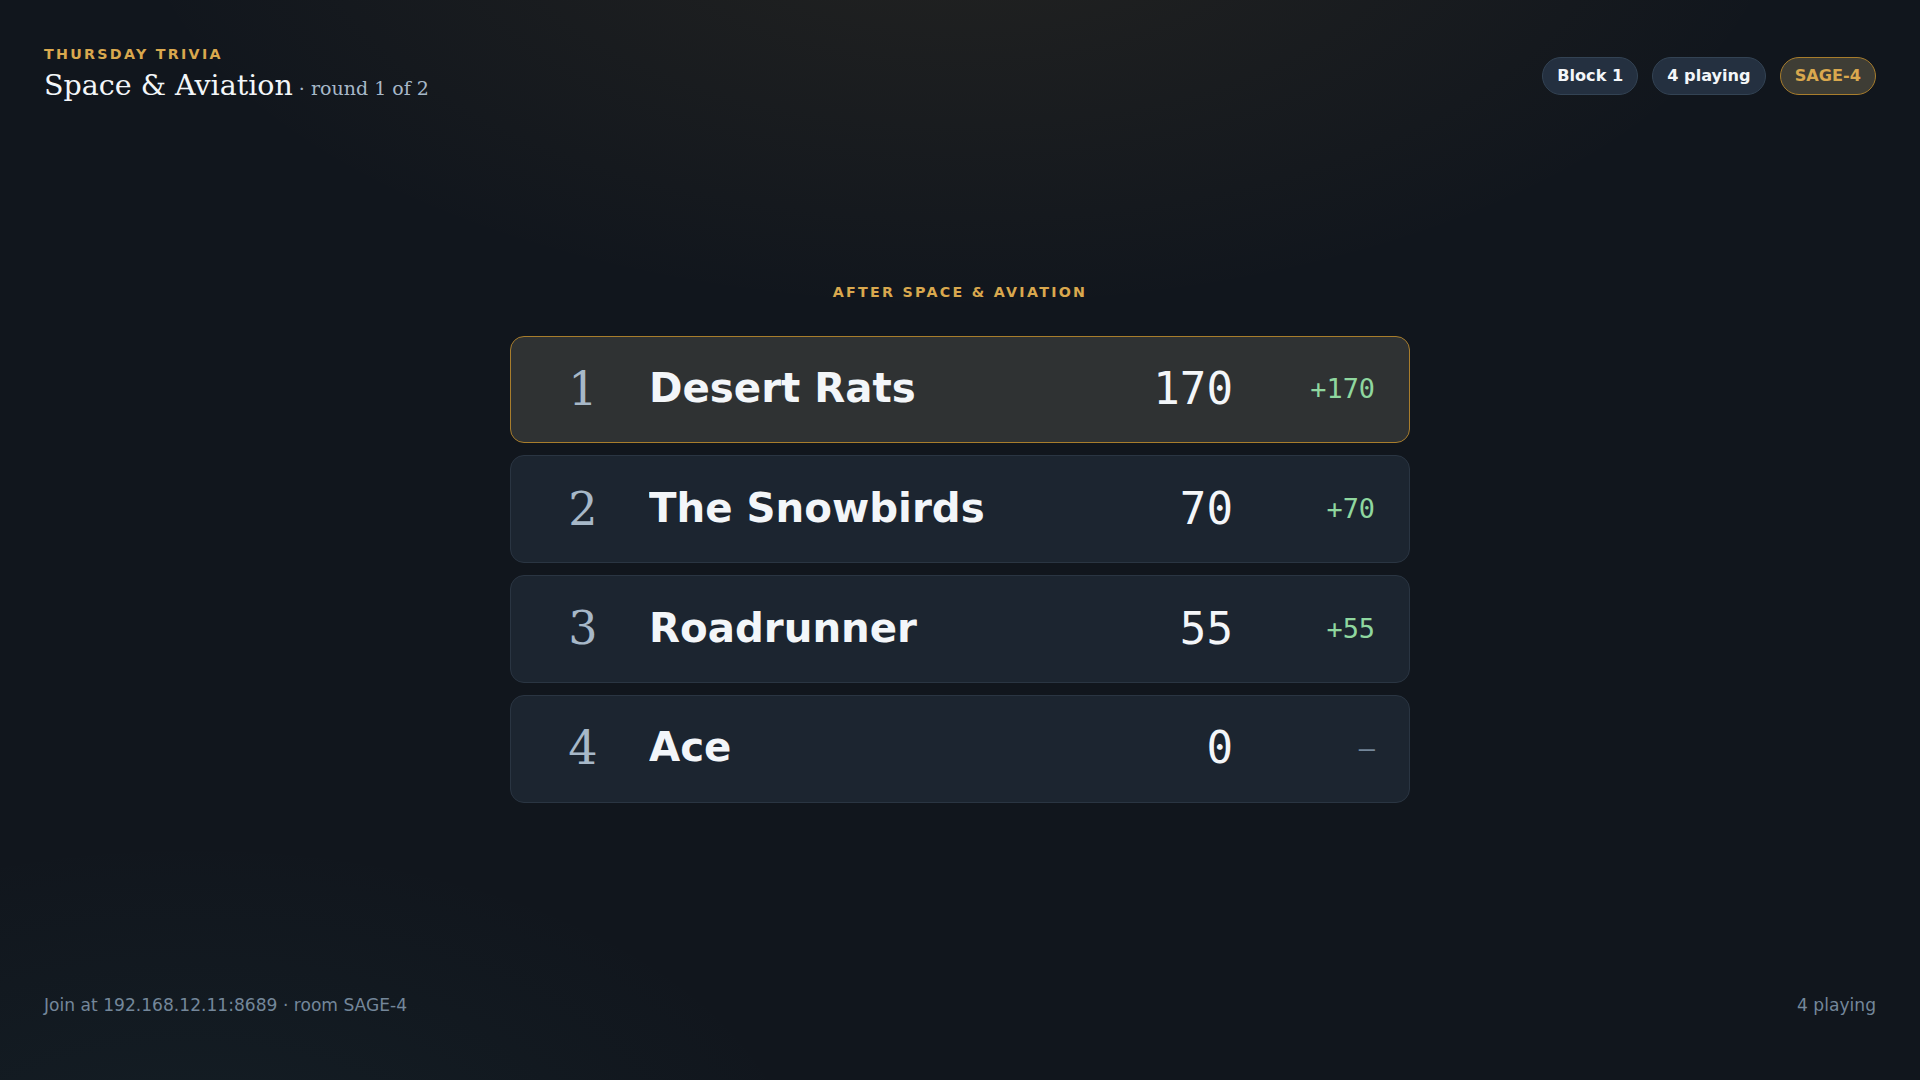 THURSDAY TRIVIA
Space & Aviation · round 1 of 2
Block 1
4 playing
SAGE-4
AFTER SPACE & AVIATION
1 Desert Rats 170 +170
2 The Snowbirds 70 +70
3 Roadrunner 55 +55
4 Ace 0 —
Join at 192.168.12.11:8689 · room SAGE-4
4 playing